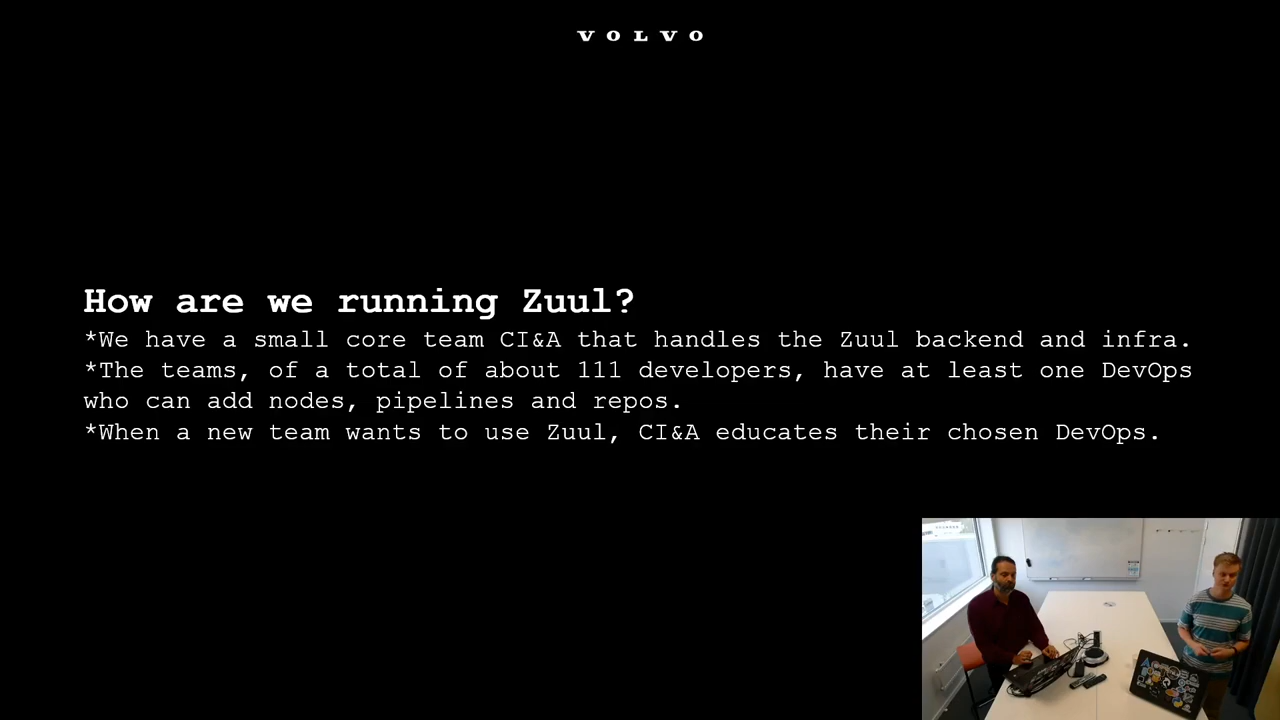 VOLVO
How are we running Zuul?
*We have a small core team CI&A that handles the Zuul backend and infra.
*The teams, of a total of about 111 developers, have at least one DevOps
who can add nodes, pipelines and repos.
*When a new team wants to use Zuul, CI&A educates their chosen DevOps.